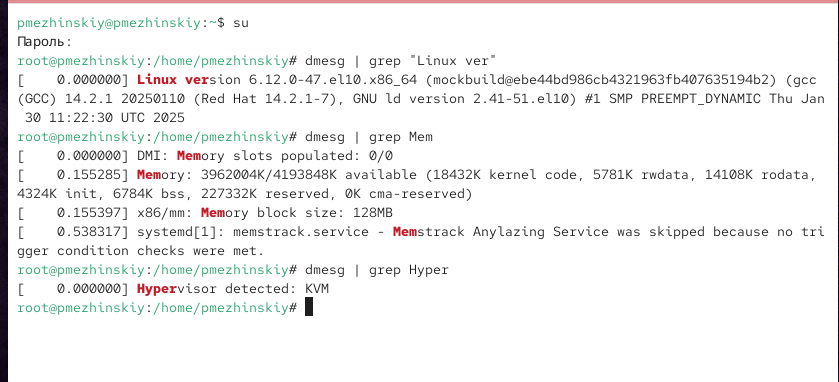 pmezhinskiy@pmezhinskiy:~$ su
Пароль:
root@pmezhinskiy:/home/pmezhinskiy# dmesg | grep "Linux ver"
[    0.000000] Linux version 6.12.0-47.el10.x86_64 (mockbuild@ebe44bd986cb4321963fb407635194b2) (gcc
(GCC) 14.2.1 20250110 (Red Hat 14.2.1-7), GNU ld version 2.41-51.el10) #1 SMP PREEMPT_DYNAMIC Thu Jan
 30 11:22:30 UTC 2025
root@pmezhinskiy:/home/pmezhinskiy# dmesg | grep Mem
[    0.000000] DMI: Memory slots populated: 0/0
[    0.155285] Memory: 3962004K/4193848K available (18432K kernel code, 5781K rwdata, 14108K rodata,
4324K init, 6784K bss, 227332K reserved, 0K cma-reserved)
[    0.155397] x86/mm: Memory block size: 128MB
[    0.538317] systemd[1]: memstrack.service - Memstrack Anylazing Service was skipped because no tri
gger condition checks were met.
root@pmezhinskiy:/home/pmezhinskiy# dmesg | grep Hyper
[    0.000000] Hypervisor detected: KVM
root@pmezhinskiy:/home/pmezhinskiy#